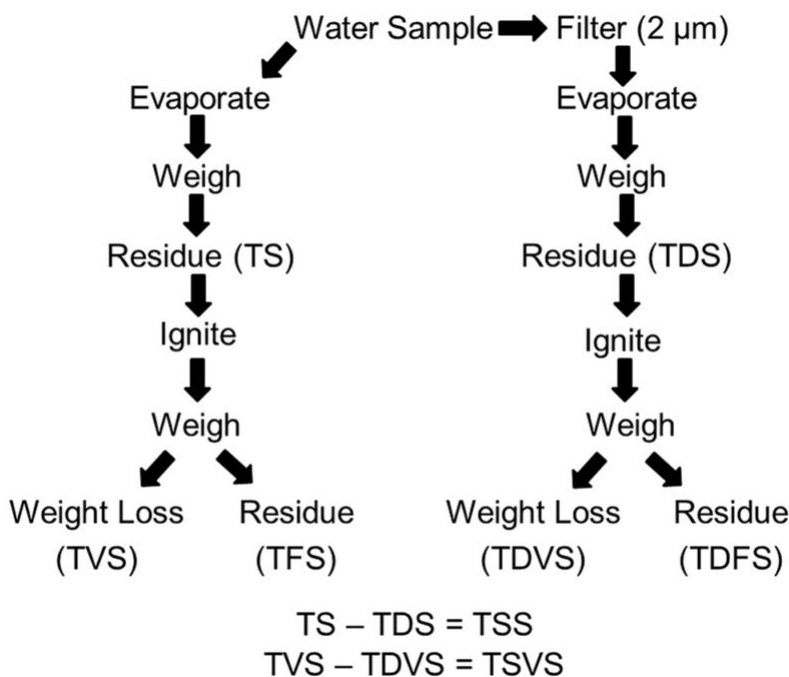 Water Sample Filter (2 μm)
Evaporate Evaporate
Weigh Weigh
Residue (TS) Residue (TDS)
Ignite Ignite
Weigh Weigh
Weight Loss Residue Weight Loss Residue
(TVS) (TFS) (TDVS) (TDFS)
TS – TDS = TSS
TVS – TDVS = TSVS